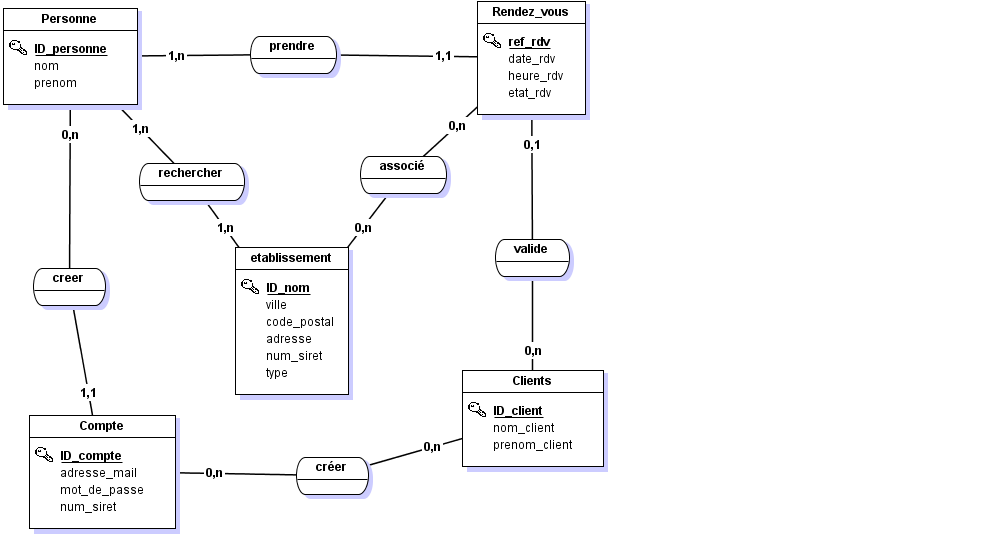 Personne
ID_personne
nom
prenom
1,n
prendre
1,1
Rendez_vous
ref_rdv
date_rdv
heure_rdv
etat_rdv
0,n
1,n
rechercher
1,n
0,n
associé
0,n
0,1
valide
0,n
etablissement
ID_nom
ville
code_postal
adresse
num_siret
type
creer
1,1
Compte
ID_compte
adresse_mail
mot_de_passe
num_siret
0,n
créer
0,n
Clients
ID_client
nom_client
prenom_client